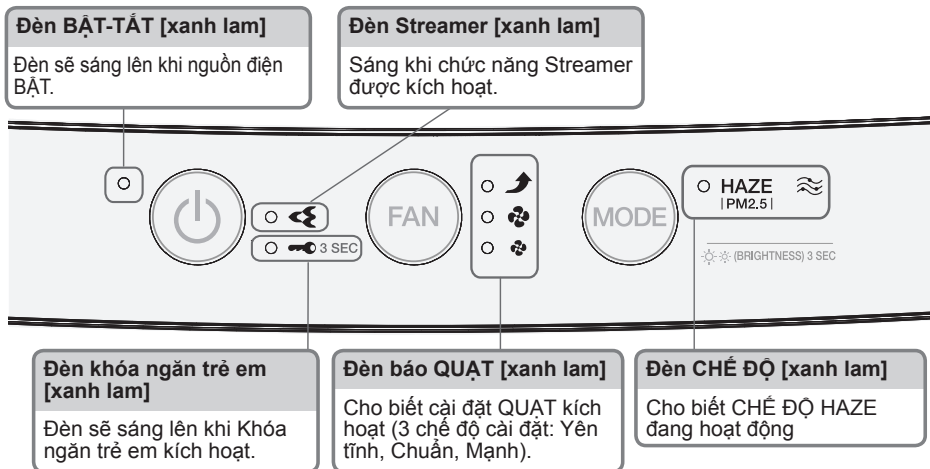 Đèn BẬT-TẮT [xanh lam]
Đèn sẽ sáng lên khi nguồn điện
BẬT.
Đèn Streamer [xanh lam]
Sáng khi chức năng Streamer
được kích hoạt.
3 SEC
FAN
MODE
HAZE
PM2.5
(BRIGHTNESS) 3 SEC
Đèn khóa ngăn trẻ em
[xanh lam]
Đèn sẽ sáng lên khi Khóa
ngăn trẻ em kích hoạt.
Đèn báo QUẠT [xanh lam]
Cho biết cài đặt QUẠT kích
hoạt (3 chế độ cài đặt: Yên
tĩnh, Chuẩn, Mạnh).
Đèn CHẾ ĐỘ [xanh lam]
Cho biết CHẾ ĐỘ HAZE
đang hoạt động